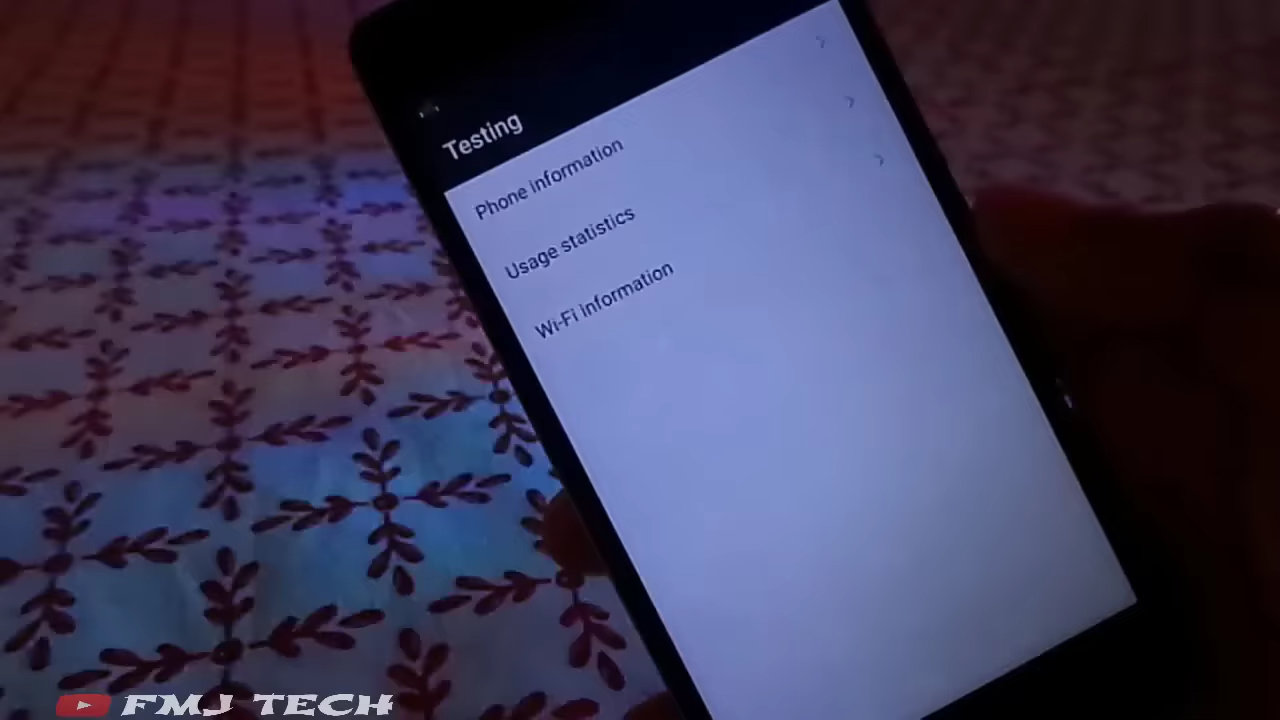 Testing
Phone information
Usage statistics
Wi-Fi information
FMJ TECH